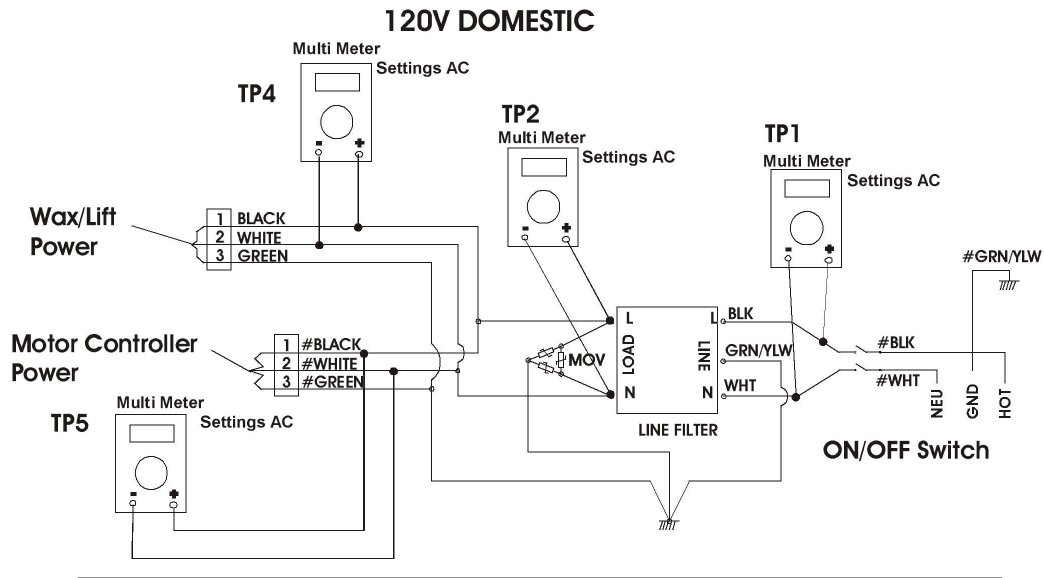 120V DOMESTIC
Multi Meter
Settings AC
TP4
- +
TP2
Multi Meter
Settings AC
- +
TP1
Multi Meter
Settings AC
- +
Wax/Lift
Power
1 BLACK
2 WHITE
3 GREEN
#GRN/YLW
Motor Controller
Power
1 #BLACK
2 #WHITE
3 #GREEN
L
LOAD
N
MOV
L
LINE
N
BLK
GRN/YLW
WHT
LINE FILTER
#BLK
#WHT
NEU
GND
HOT
ON/OFF Switch
Multi Meter
Settings AC
TP5
- +